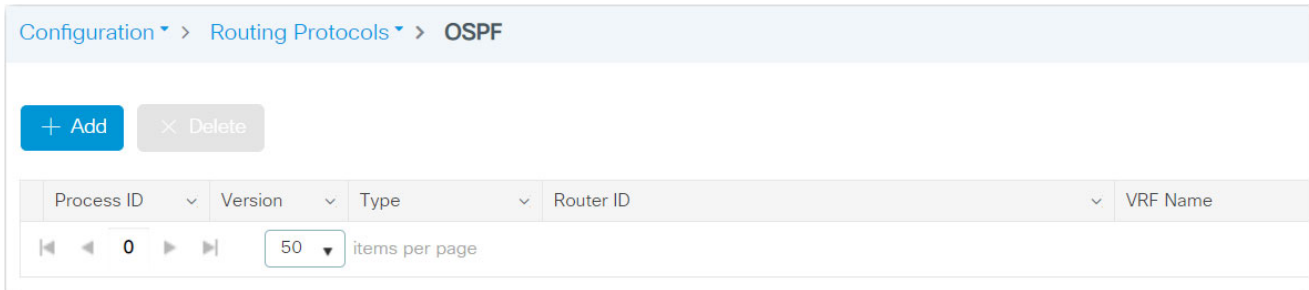 Configuration > Routing Protocols > OSPF
+ Add × Delete
Process ID Version Type Router ID VRF Name
0 50 items per page